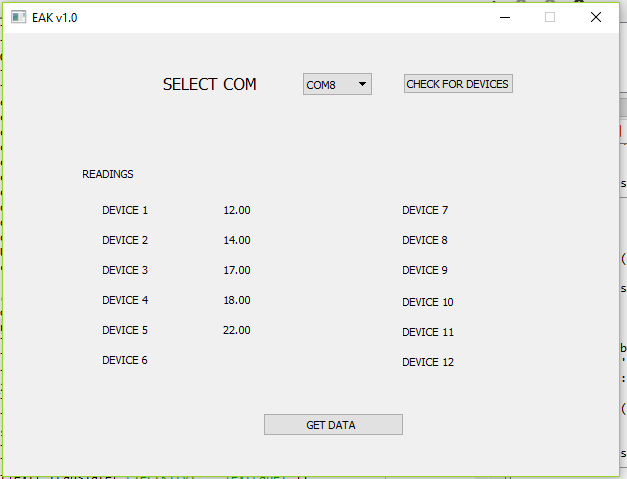 EAK v1.0
SELECT COM COM8 CHECK FOR DEVICES
READINGS
DEVICE 1 12.00 DEVICE 7
DEVICE 2 14.00 DEVICE 8
DEVICE 3 17.00 DEVICE 9
DEVICE 4 18.00 DEVICE 10
DEVICE 5 22.00 DEVICE 11
DEVICE 6 DEVICE 12
GET DATA